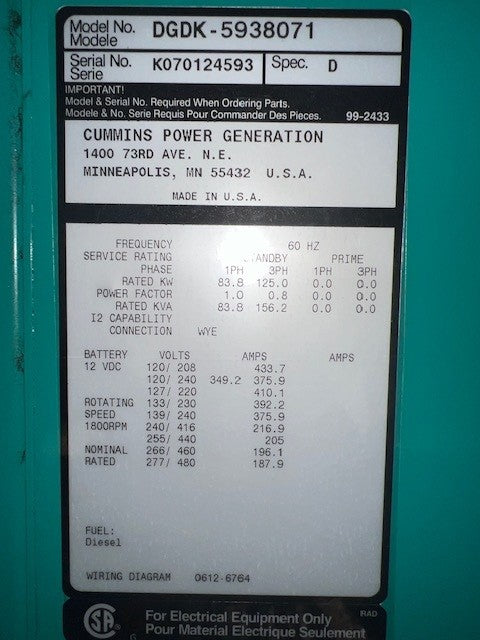 Model No. DGDK-5938071
Modele
Serial No. K070124593 Spec. D
Serie
IMPORTANT!
Model & Serial No. Required When Ordering Parts.
Modele & No. Serie Requis Pour Commander Des Pieces. 99-2433
CUMMINS POWER GENERATION
1400 73RD AVE. N.E.
MINNEAPOLIS, MN 55432 U.S.A.
MADE IN U.S.A.
FREQUENCY 60 HZ
SERVICE RATING STANDBY PRIME
PHASE 1PH 3PH 1PH 3PH
RATED KW 83.8 125.0 0.0 0.0
POWER FACTOR 1.0 0.8 0.0 0.0
RATED KVA 83.8 156.2 0.0 0.0
I2 CAPABILITY
CONNECTION WYE
BATTERY VOLTS AMPS AMPS
12 VDC 120/ 208 433.7
120/ 240 349.2 375.9
127/ 220 410.1
ROTATING 133/ 230 392.2
SPEED 139/ 240 375.9
1800RPM 240/ 416 216.9
255/ 440 205
NOMINAL 266/ 460 196.1
RATED 277/ 480 187.9
FUEL:
Diesel
WIRING DIAGRAM 0612-6764
For Electrical Equipment Only RAD
Pour Material Electrique Seulement